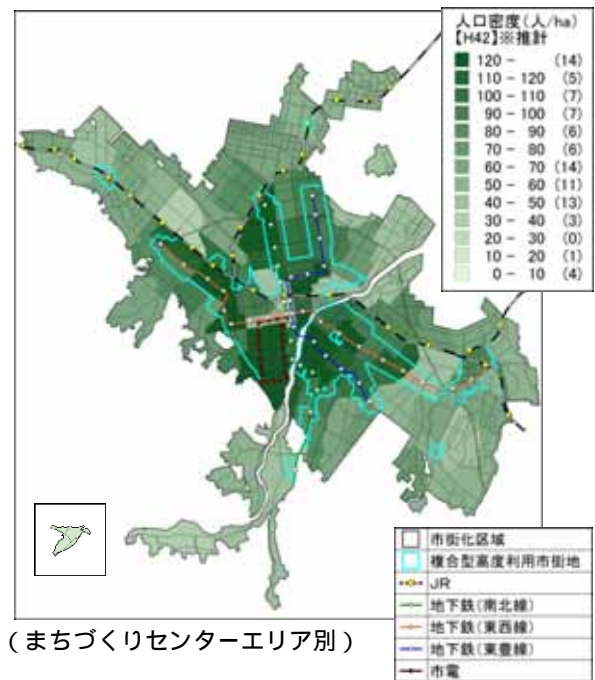 人口密度(人/ha)
【H42】※推計
120 - (14)
110 - 120 (5)
100 - 110 (7)
90 - 100 (7)
80 - 90 (6)
70 - 80 (6)
60 - 70 (14)
50 - 60 (11)
40 - 50 (13)
30 - 40 (3)
20 - 30 (0)
10 - 20 (1)
0 - 10 (4)
市街化区域
複合型高度利用市街地
JR
地下鉄(南北線)
地下鉄(東西線)
地下鉄(東豊線)
市電
(まちづくりセンターエリア別)